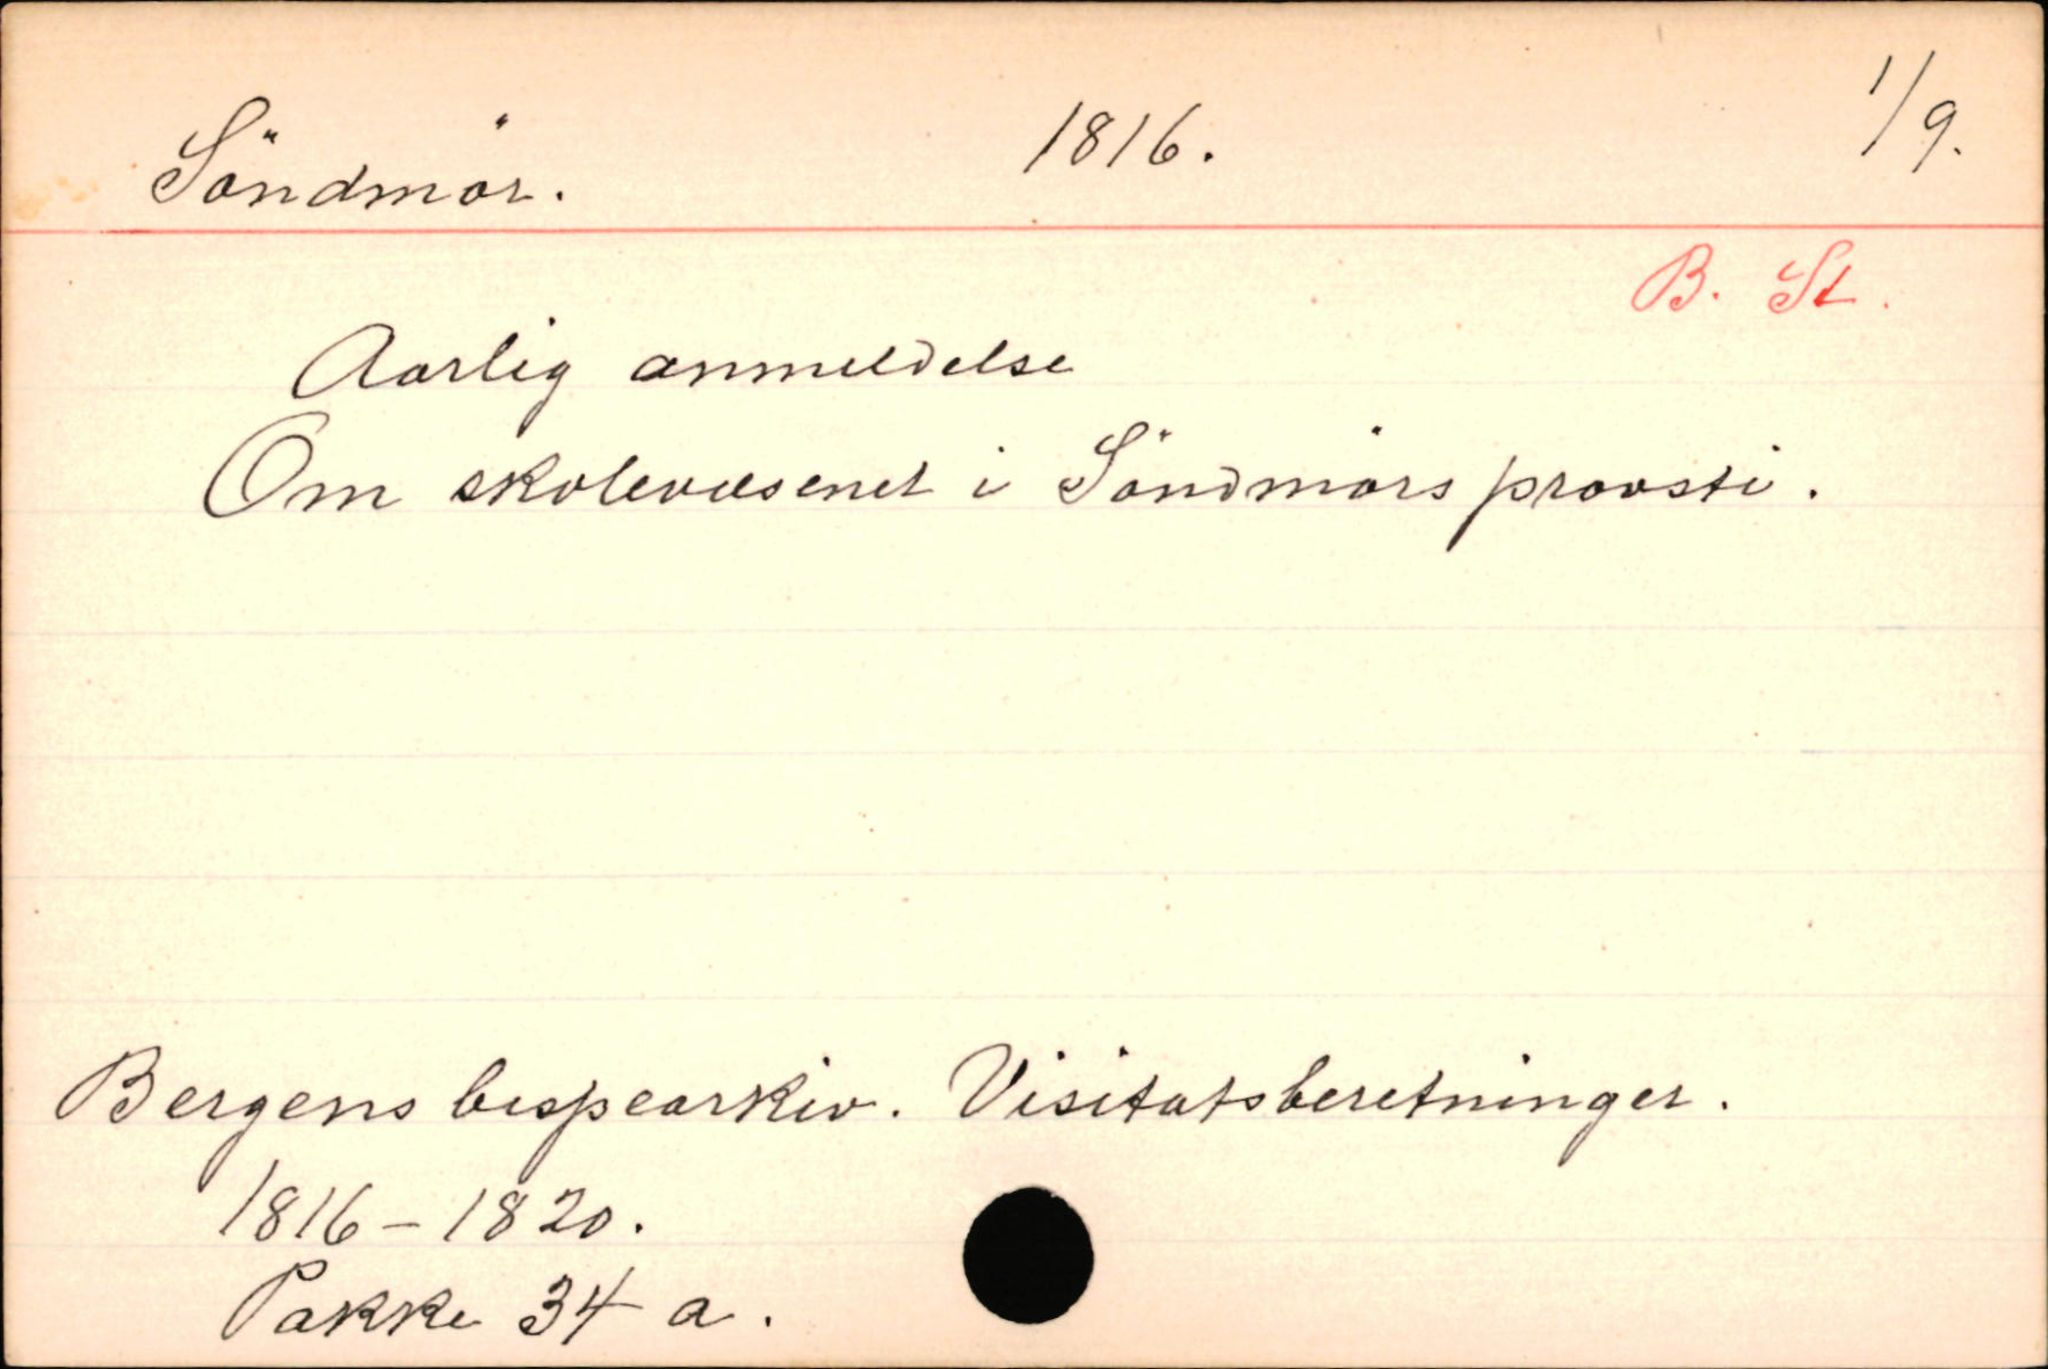 Söndmör. 1816. 1/9.
B. St.
Aarlig anmeldelse
Om skolevæsenet i Söndmörs provsti.
Bergens bispearkiv. Visitatsberetninger.
1816-1820.
Pakke 34 a.